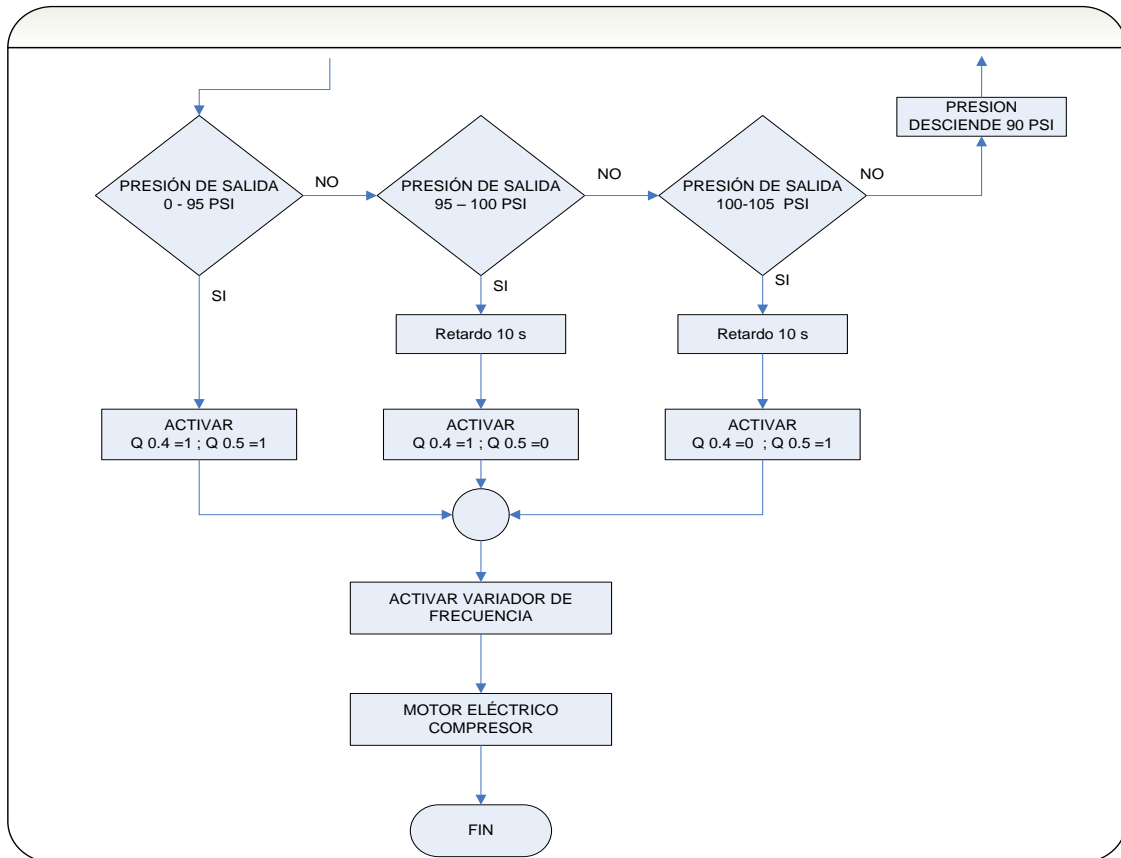 PRESION
DESCIENDE 90 PSI
PRESIÓN DE SALIDA
0 - 95 PSI
NO
PRESIÓN DE SALIDA
95 – 100 PSI
NO
PRESIÓN DE SALIDA
100-105 PSI
NO
SI
SI
SI
Retardo 10 s
Retardo 10 s
ACTIVAR
Q 0.4 =1 ; Q 0.5 =1
ACTIVAR
Q 0.4 =1 ; Q 0.5 =0
ACTIVAR
Q 0.4 =0 ; Q 0.5 =1
ACTIVAR VARIADOR DE
FRECUENCIA
MOTOR ELÉCTRICO
COMPRESOR
FIN